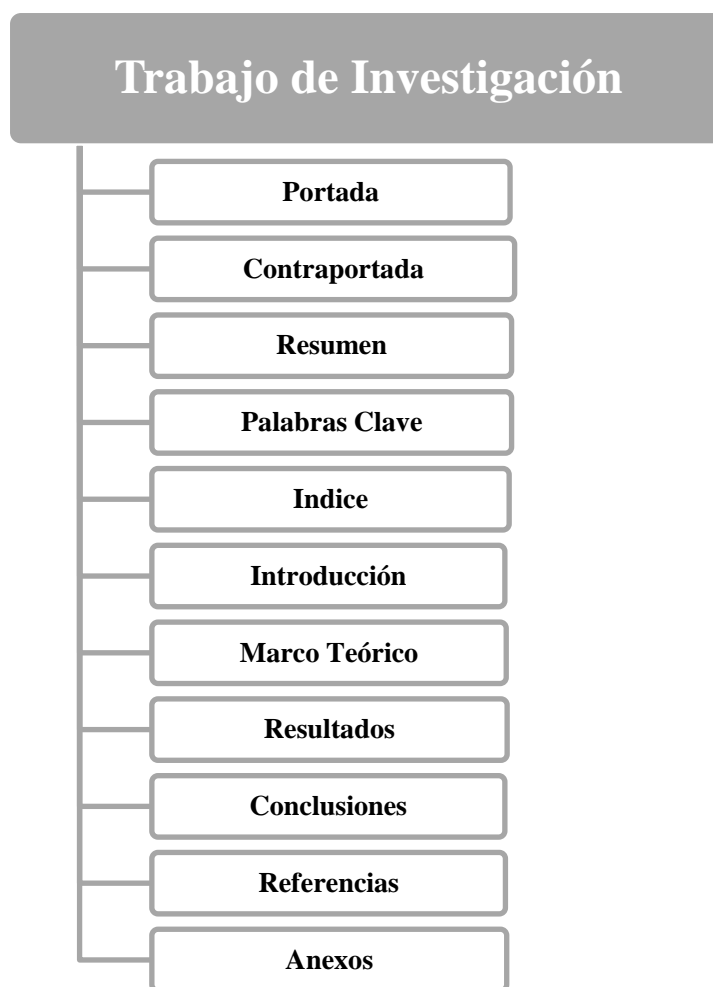 Trabajo de Investigación
Portada
Contraportada
Resumen
Palabras Clave
Indice
Introducción
Marco Teórico
Resultados
Conclusiones
Referencias
Anexos